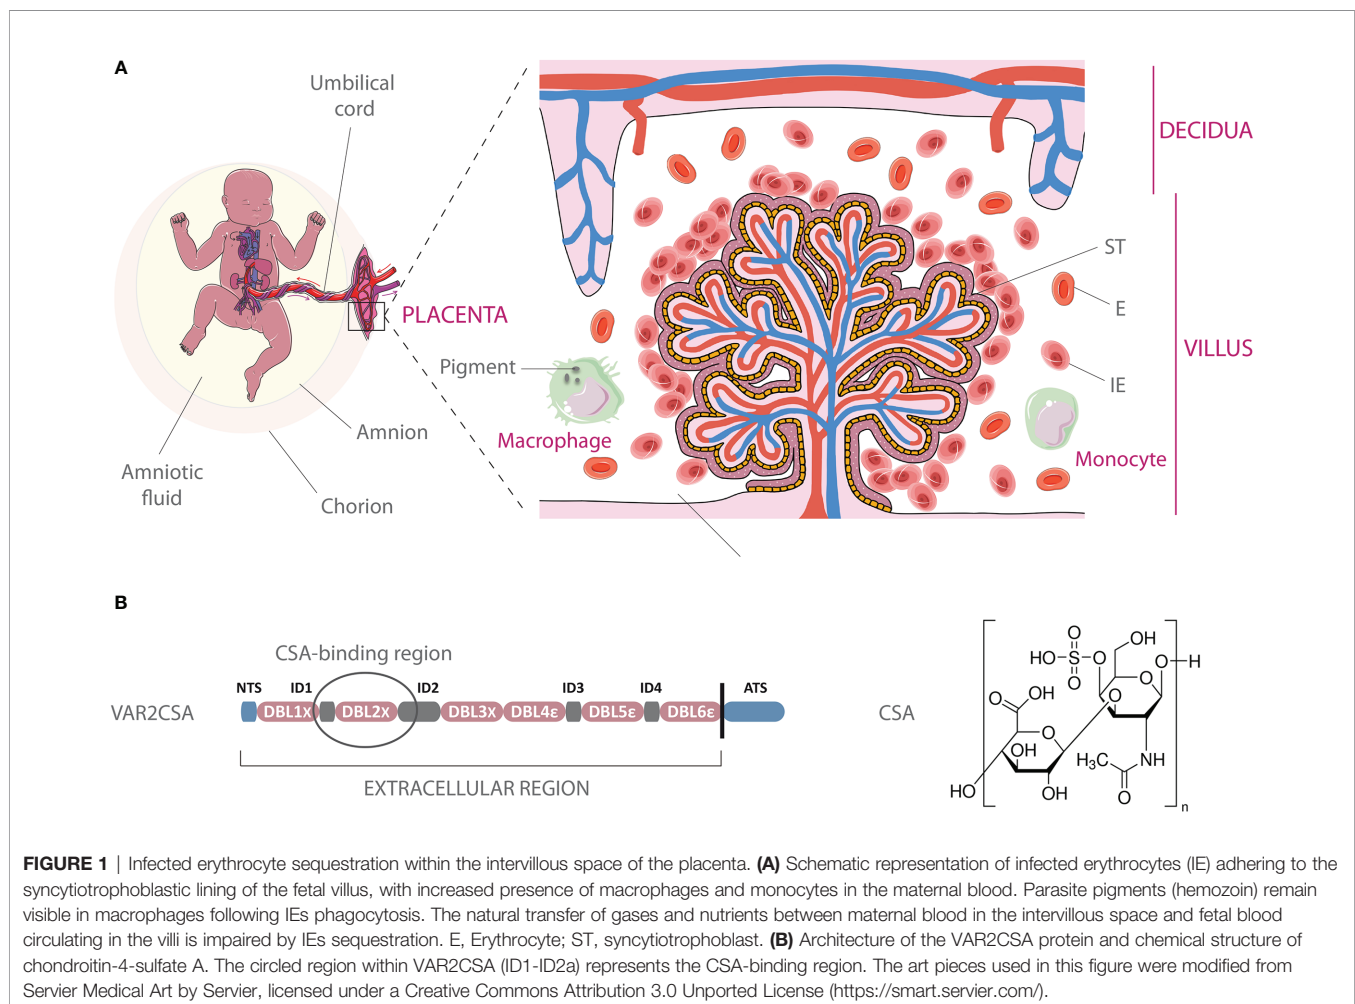 A
Umbilical
cord
DECIDUA
ST
E
PLACENTA
VILLUS
Pigment
IE
Amnion
Macrophage
Monocyte
Amniotic
fluid
Chorion
B
CSA-binding region
NTS ID1 ID2 ID3 ID4 ATS
VAR2CSA DBL1X DBL2X DBL3X DBL4ε DBL5ε DBL6ε
EXTRACELLULAR REGION
CSA
OH
O
HO-S-O O-H
O
O
OH
O
O
O
OH
H₃C NH
HO
OH
O
n
FIGURE 1 | Infected erythrocyte sequestration within the intervillous space of the placenta. (A) Schematic representation of infected erythrocytes (IE) adhering to the
syncytiotrophoblastic lining of the fetal villus, with increased presence of macrophages and monocytes in the maternal blood. Parasite pigments (hemozoin) remain
visible in macrophages following IEs phagocytosis. The natural transfer of gases and nutrients between maternal blood in the intervillous space and fetal blood
circulating in the villi is impaired by IEs sequestration. E, Erythrocyte; ST, syncytiotrophoblast. (B) Architecture of the VAR2CSA protein and chemical structure of
chondroitin-4-sulfate A. The circled region within VAR2CSA (ID1-ID2a) represents the CSA-binding region. The art pieces used in this figure were modified from
Servier Medical Art by Servier, licensed under a Creative Commons Attribution 3.0 Unported License (https://smart.servier.com/).